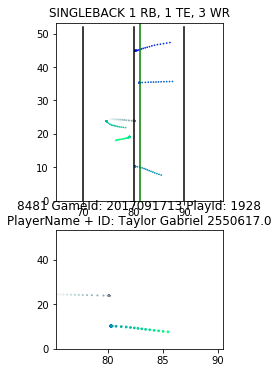 SINGLEBACK 1 RB, 1 TE, 3 WR
50
40
30
20
10
0
70 80 90
8481 GameId: 2017091713 PlayId: 1928
PlayerName + ID: Taylor Gabriel 2550617.0
40
20
0
80 85 90